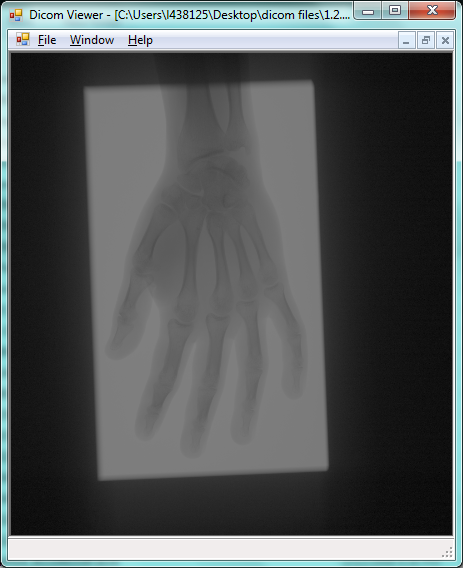 Dicom Viewer - [C:\Users\I438125\Desktop\dicom files\1.2....
File Window Help